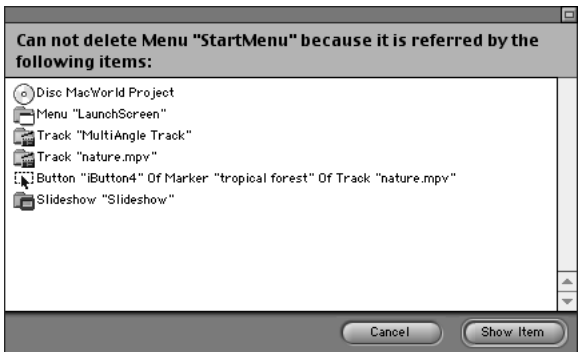 Can not delete Menu "StartMenu" because it is referred by the
following items:
Disc MacWorld Project
Menu "LaunchScreen"
Track "MultiAngle Track"
Track "nature.mpv"
Button "iButton4" Of Marker "tropical forest" Of Track "nature.mpv"
Slideshow "Slideshow"
Cancel
Show Item